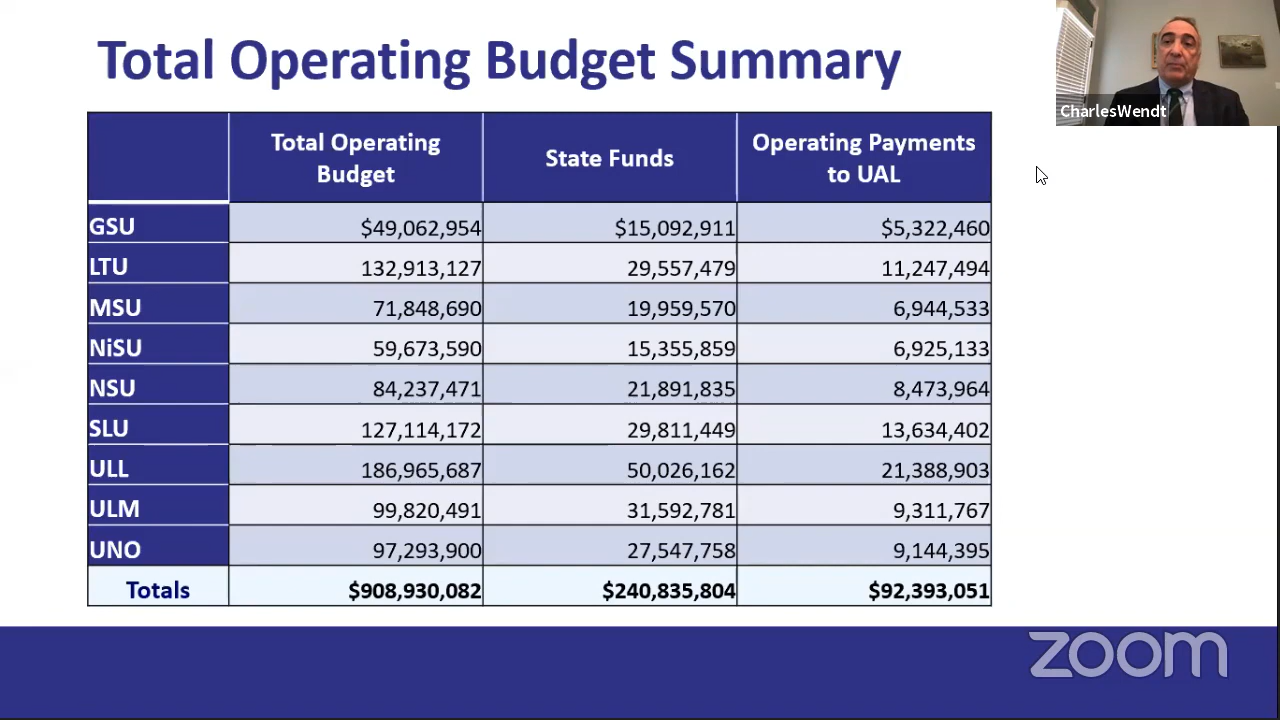 Total Operating Budget Summary
CharlesWendt
Total Operating
Budget
State Funds
Operating Payments
to UAL
GSU $49,062,954 $15,092,911 $5,322,460
LTU 132,913,127 29,557,479 11,247,494
MSU 71,848,690 19,959,570 6,944,533
NiSU 59,673,590 15,355,859 6,925,133
NSU 84,237,471 21,891,835 8,473,964
SLU 127,114,172 29,811,449 13,634,402
ULL 186,965,687 50,026,162 21,388,903
ULM 99,820,491 31,592,781 9,311,767
UNO 97,293,900 27,547,758 9,144,395
Totals $908,930,082 $240,835,804 $92,393,051
zoom